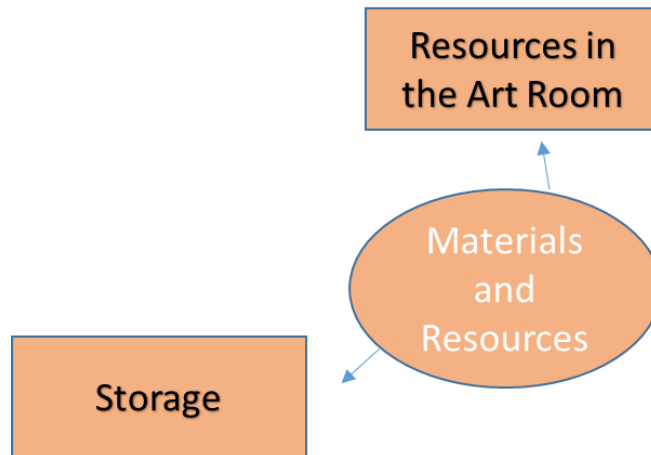 Resources in
the Art Room
Materials
and
Resources
Storage